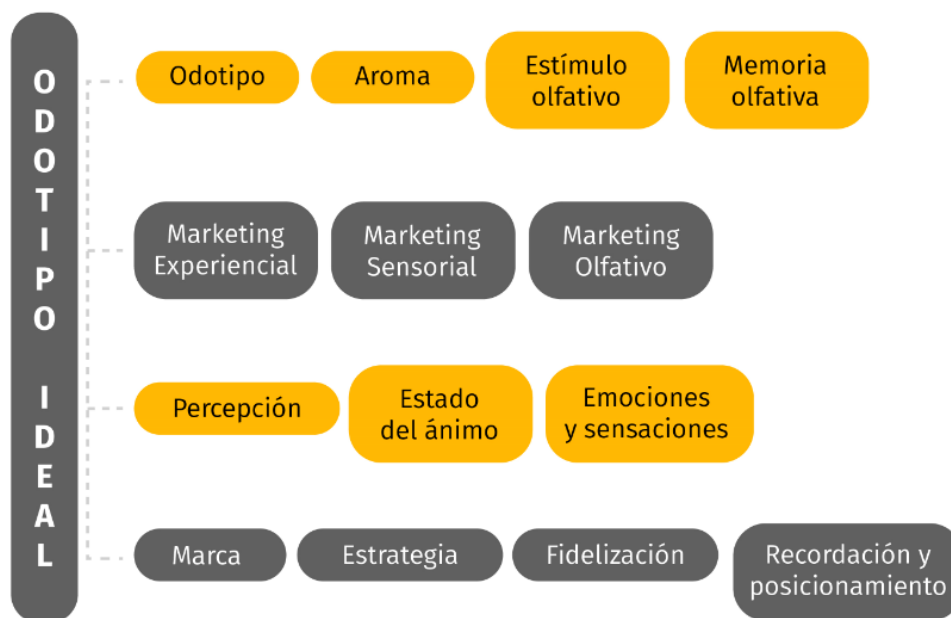 ODOTIPO IDEAL
Odotipo
Aroma
Estímulo
olfativo
Memoria
olfativa
Marketing
Experiencial
Marketing
Sensorial
Marketing
Olfativo
Percepción
Estado
del ánimo
Emociones
y sensaciones
Marca
Estrategia
Fidelización
Recordación y
posicionamiento